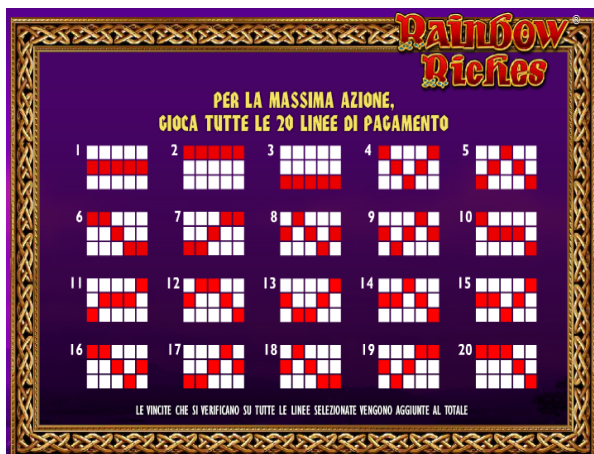 Rainbow ®
Riches
PER LA MASSIMA AZIONE,
GIOCA TUTTE LE 20 LINEE DI PAGAMENTO
1 2 3 4 5
6 7 8 9 10
11 12 13 14 15
16 17 18 19 20
LE VINCITE CHE SI VERIFICANO SU TUTTE LE LINEE SELEZIONATE VENGONO AGGIUNTE AL TOTALE